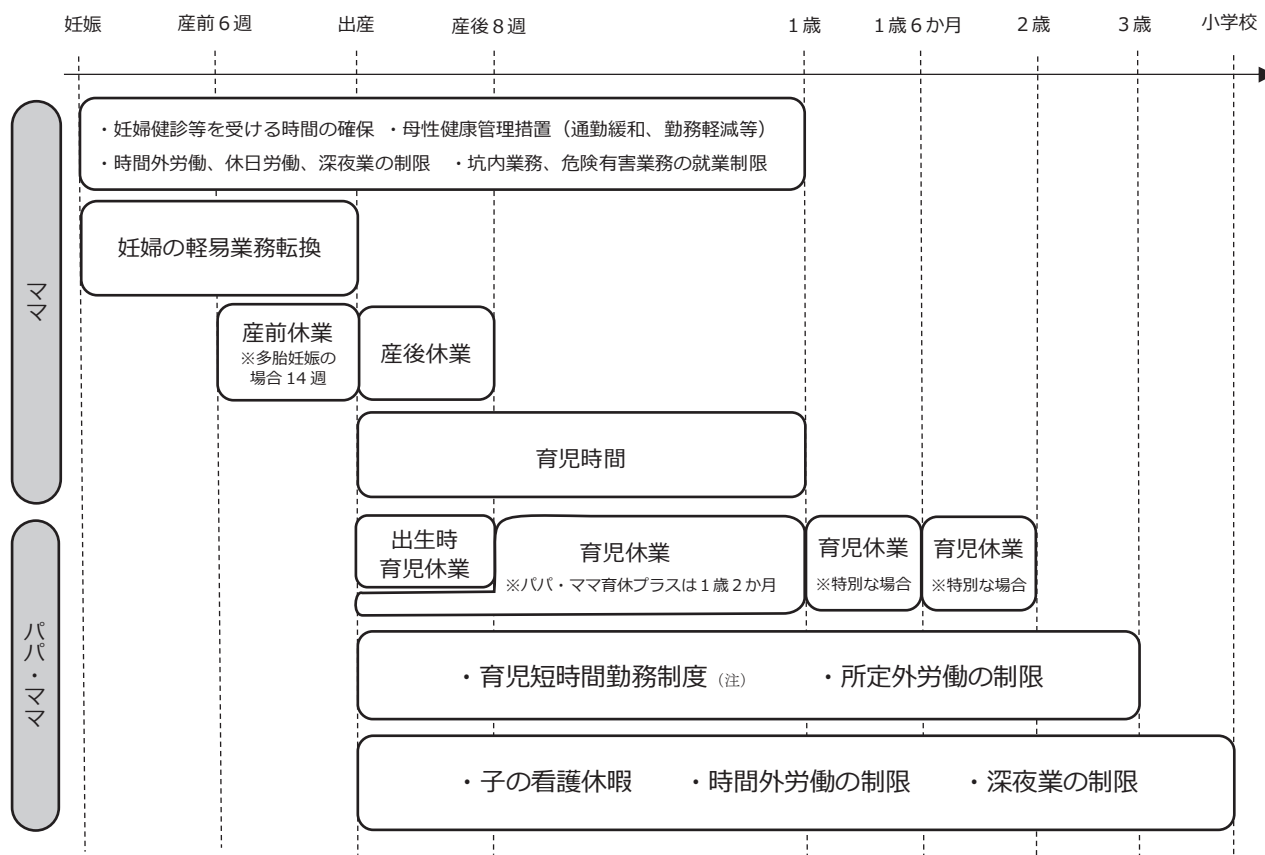 妊娠 産前6週 出産 産後8週 1歳 1歳6か月 2歳 3歳 小学校
ママ
・妊婦健診等を受ける時間の確保 ・母性健康管理措置（通勤緩和、勤務軽減等）
・時間外労働、休日労働、深夜業の制限 ・坑内業務、危険有害業務の就業制限
妊婦の軽易業務転換
産前休業
※多胎妊娠の
場合 14 週
産後休業
育児時間
パパ・ママ
出生時
育児休業
育児休業
※パパ・ママ育休プラスは１歳２か月
育児休業
※特別な場合
育児休業
※特別な場合
・育児短時間勤務制度（注） ・所定外労働の制限
・子の看護休暇 ・時間外労働の制限 ・深夜業の制限